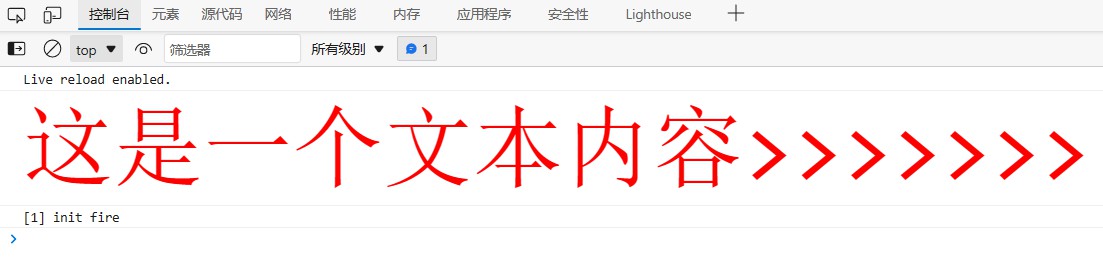 控制台 元素 源代码 网络 性能 内存 应用程序 安全性 Lighthouse
top 筛选器 所有级别 1
Live reload enabled.
这是一个文本内容>>>>>>>
[1] init fire
>